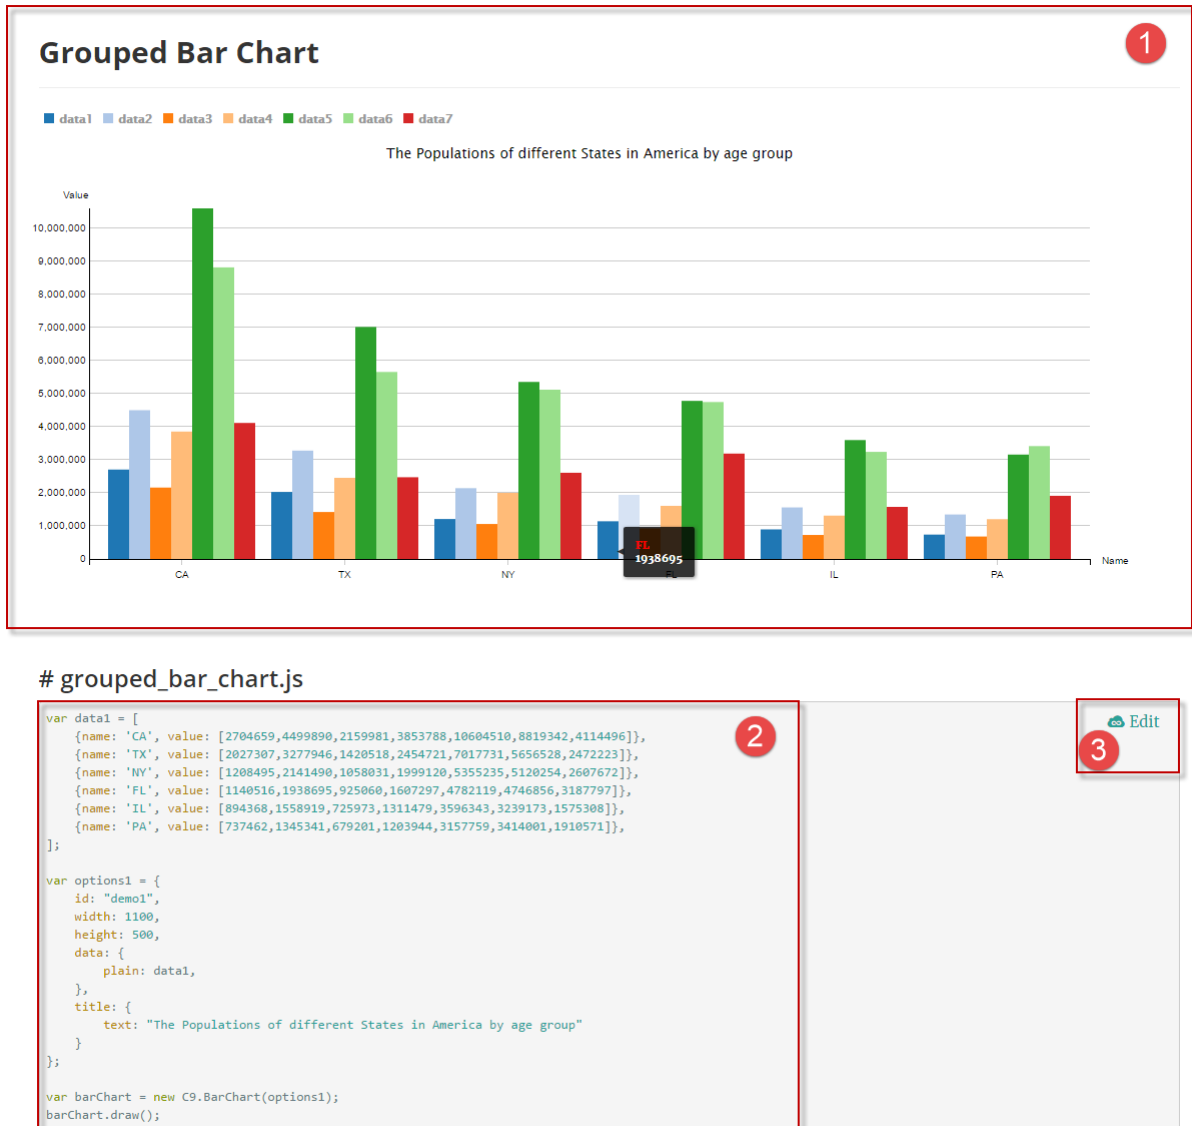 Grouped Bar Chart
1
data1 data2 data3 data4 data5 data6 data7
The Populations of different States in America by age group
Value
10,000,000
9,000,000
8,000,000
7,000,000
6,000,000
5,000,000
4,000,000
3,000,000
2,000,000
1,000,000
0
FL
1938695
Name
CA TX NY FL IL PA
# grouped_bar_chart.js
var data1 = [
2
Edit
    {name: 'CA', value: [2704659,4499890,2159981,3853788,10604510,8819342,4114496]},
3
    {name: 'TX', value: [2027307,3277946,1420518,2454721,7017731,5656528,2472223]},
    {name: 'NY', value: [1208495,2141490,1058031,1999120,5355235,5120254,2607672]},
    {name: 'FL', value: [1140516,1938695,925060,1607297,4782119,4746856,3187797]},
    {name: 'IL', value: [894368,1558919,725973,1311479,3596343,3239173,1575308]},
    {name: 'PA', value: [737462,1345341,679201,1203944,3157759,3414001,1910571]},
];
var options1 = {
    id: "demo1",
    width: 1100,
    height: 500,
    data: {
        plain: data1,
    },
    title: {
        text: "The Populations of different States in America by age group"
    }
};
var barChart = new C9.BarChart(options1);
barChart.draw();